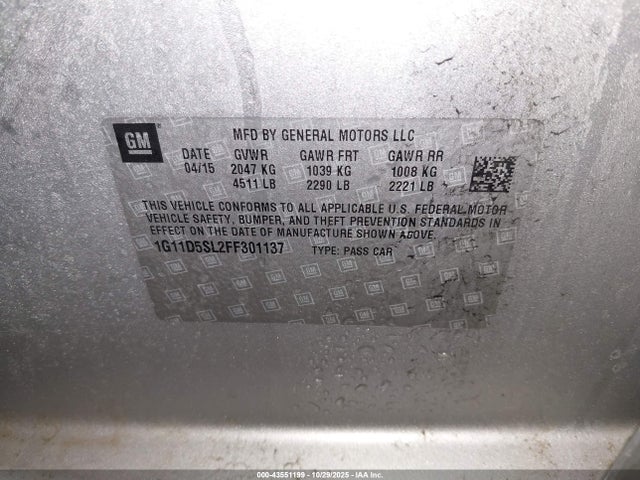 GM
MFD BY GENERAL MOTORS LLC
DATE GVWR GAWR FRT GAWR RR
04/15 2047 KG 1039 KG 1008 KG
4511 LB 2290 LB 2221 LB
THIS VEHICLE CONFORMS TO ALL APPLICABLE U.S. FEDERAL MOTOR
VEHICLE SAFETY, BUMPER, AND THEFT PREVENTION STANDARDS IN
EFFECT ON THE DATE OF MANUFACTURE SHOWN ABOVE.
1G11D5SL2FF301137 TYPE: PASS CAR
000-43551199 • 10/29/2025 • IAA Inc.